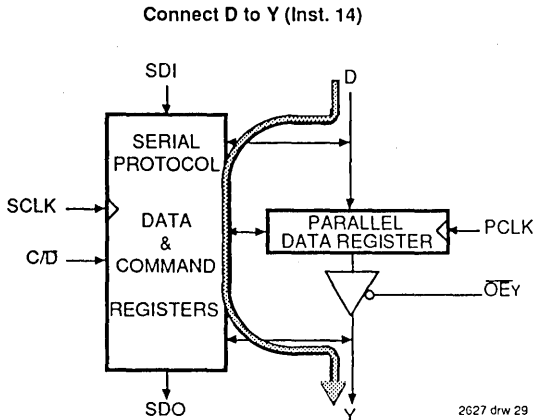 Connect D to Y (Inst. 14)
SDI
D
SERIAL
PROTOCOL
SCLK
DATA
&
COMMAND
REGISTERS
C/D̅
PARALLEL
DATA REGISTER
PCLK
O̅E̅Y
SDO
Y
2627 drw 29